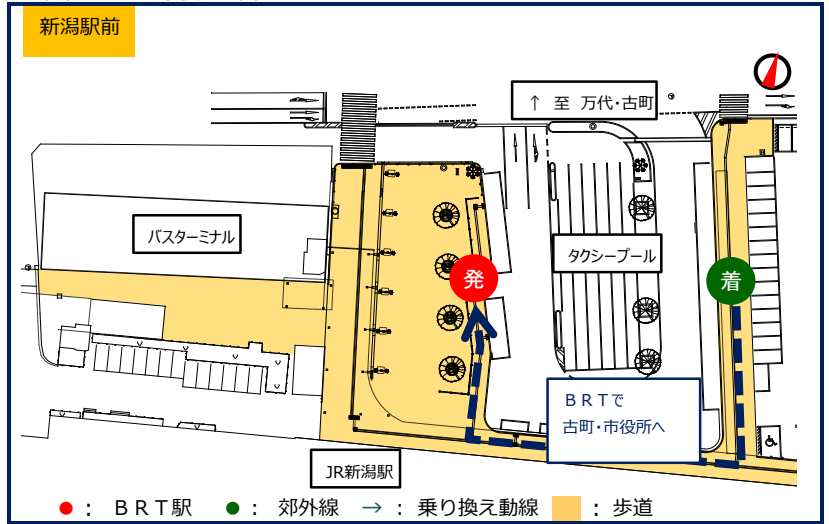 新潟駅前
↑ 至 万代・古町
バスターミナル
タクシープール
発
着
BRTで
古町・市役所へ
JR新潟駅
●： ＢＲＴ駅 ●： 郊外線 →： 乗り換え動線 ： 歩道